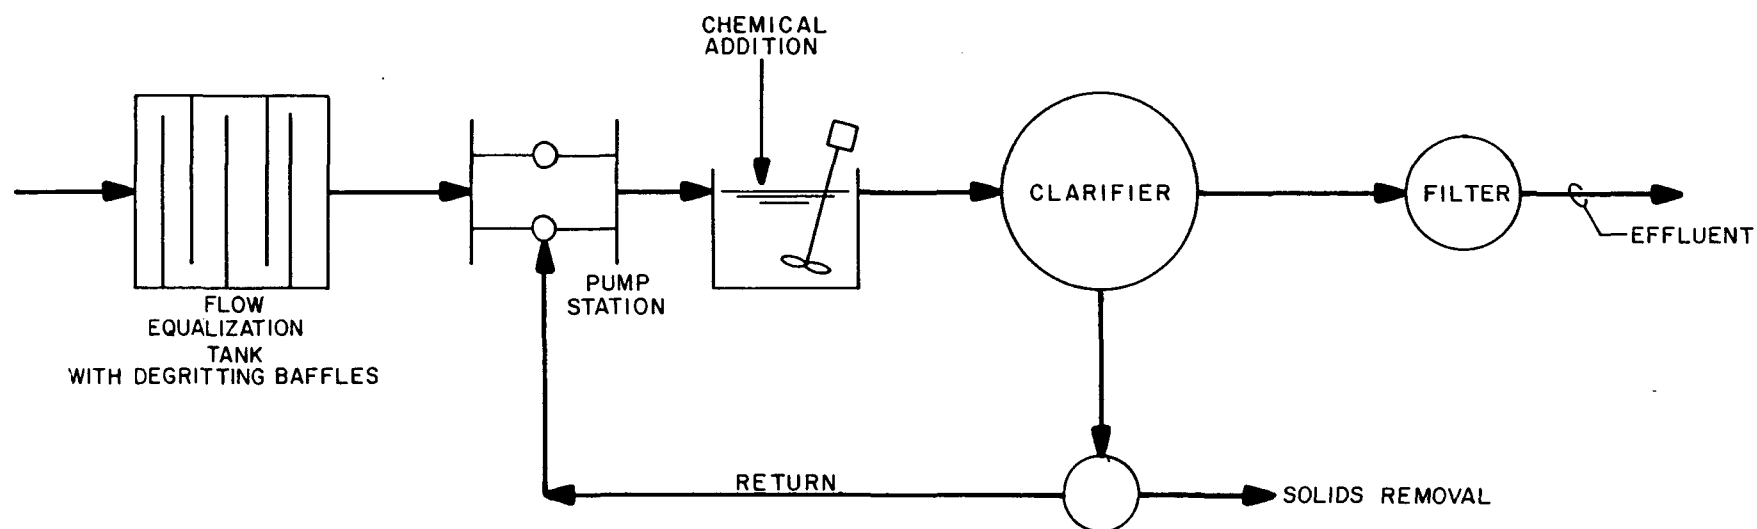 CHEMICAL
ADDITION
CLARIFIER
FILTER
EFFLUENT
PUMP
STATION
FLOW
EQUALIZATION
TANK
WITH DEGRITTING BAFFLES
RETURN
SOLIDS REMOVAL